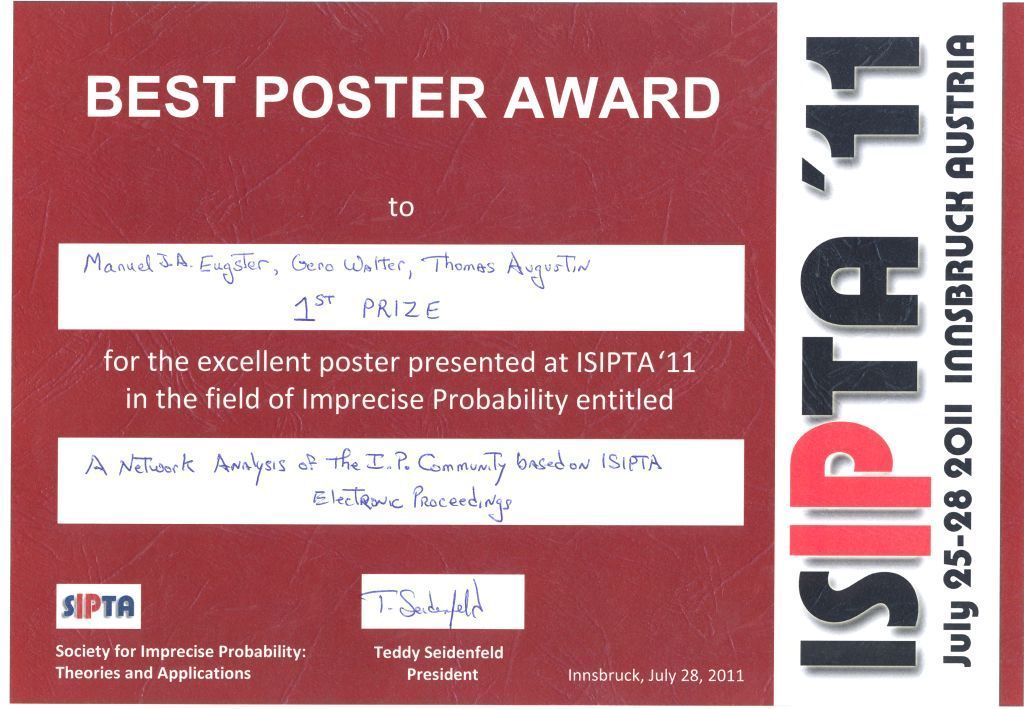 BEST POSTER AWARD
to
Manuel J.A. Eugster, Gero Walter, Thomas Augustin
1ST PRIZE
for the excellent poster presented at ISIPTA '11
in the field of Imprecise Probability entitled
A Network Analysis of the I.P. Community based on ISIPTA
Electronic Proceedings
SIPTA
T. Seidenfeld
Society for Imprecise Probability:
Theories and Applications
Teddy Seidenfeld
President
Innsbruck, July 28, 2011
ISIPTA '11
July 25-28 2011 INNSBRUCK AUSTRIA